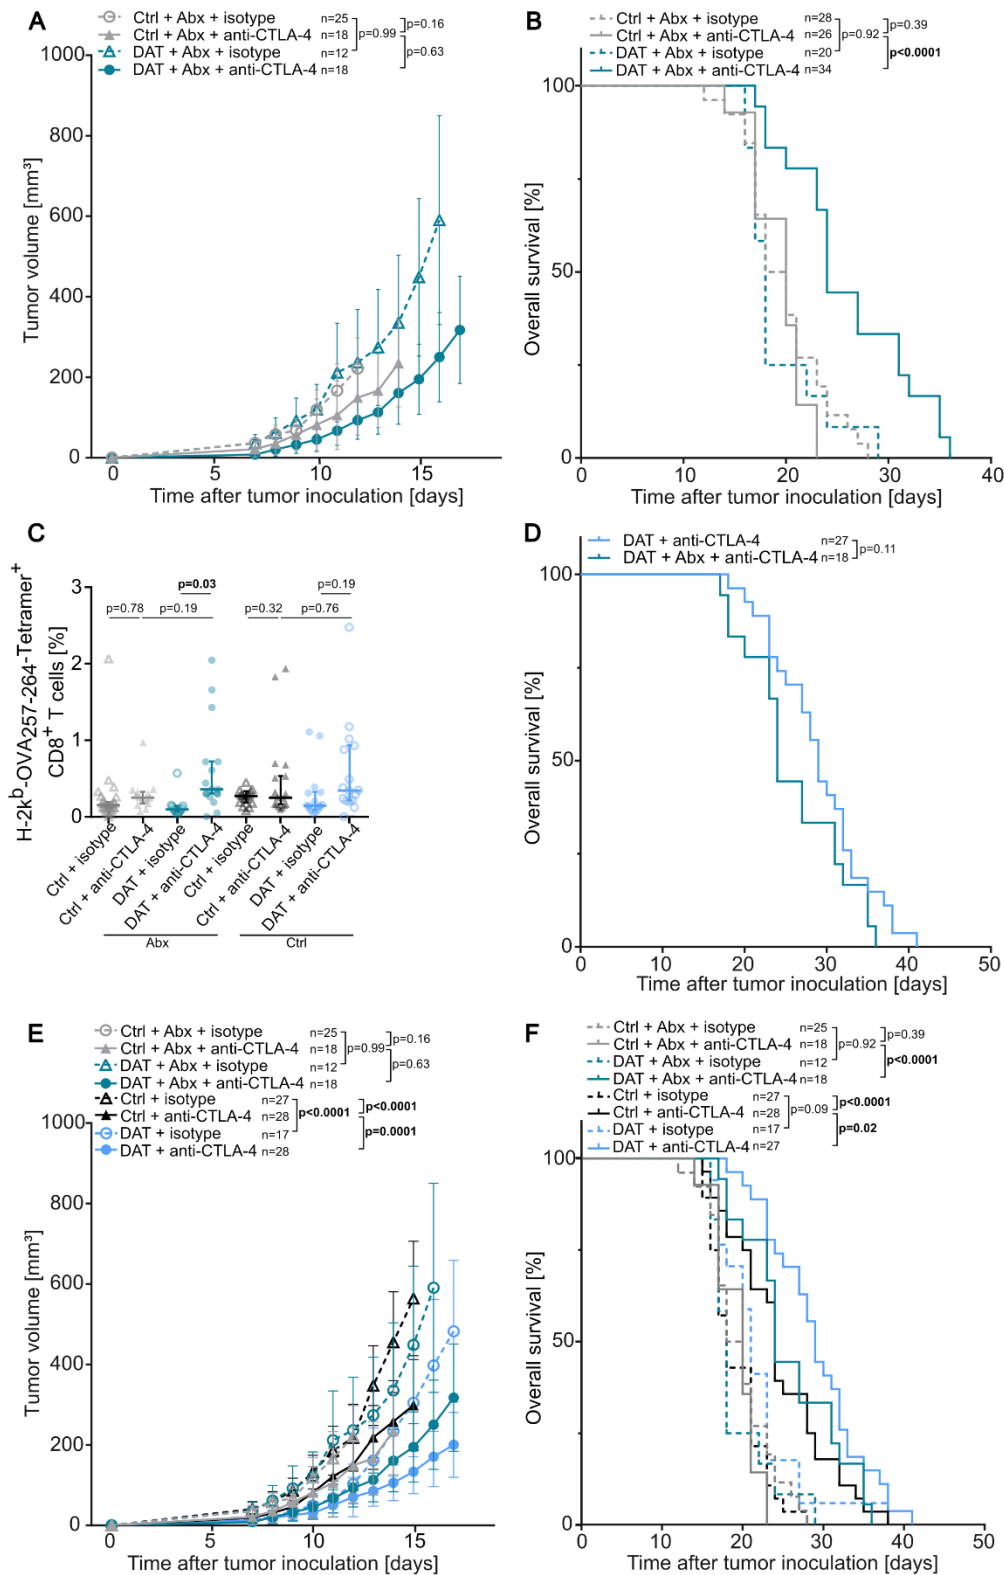 A
Ctrl + Abx + isotype n=25
Ctrl + Abx + anti-CTLA-4 n=18
DAT + Abx + isotype n=12
DAT + Abx + anti-CTLA-4 n=18
p=0.99
p=0.16
p=0.63
1000
800
600
400
200
0
Tumor volume [mm³]
0 5 10 15
Time after tumor inoculation [days]
B
Ctrl + Abx + isotype n=28
Ctrl + Abx + anti-CTLA-4 n=26
DAT + Abx + isotype n=20
DAT + Abx + anti-CTLA-4 n=34
p=0.92
p=0.39
p<0.0001
100
50
0
Overall survival [%]
0 10 20 30 40
Time after tumor inoculation [days]
C
H-2kᵇ-OVA257-264-Tetramer⁺
CD8⁺ T cells [%]
3
2
1
0
p=0.03
p=0.19
p=0.78
p=0.19
p=0.32
p=0.76
Ctrl + isotype
Ctrl + anti-CTLA-4
DAT + isotype
DAT + anti-CTLA-4
Ctrl + isotype
Ctrl + anti-CTLA-4
DAT + isotype
DAT + anti-CTLA-4
Abx
Ctrl
D
DAT + anti-CTLA-4 n=27
DAT + Abx + anti-CTLA-4 n=18
p=0.11
100
50
0
Overall survival [%]
0 10 20 30 40 50
Time after tumor inoculation [days]
E
Ctrl + Abx + isotype n=25
Ctrl + Abx + anti-CTLA-4 n=18
DAT + Abx + isotype n=12
DAT + Abx + anti-CTLA-4 n=18
Ctrl + isotype n=27
Ctrl + anti-CTLA-4 n=28
DAT + isotype n=17
DAT + anti-CTLA-4 n=28
p=0.99
p=0.16
p=0.63
p<0.0001
p<0.0001
p=0.0001
1000
800
600
400
200
0
Tumor volume [mm³]
0 5 10 15
Time after tumor inoculation [days]
F
Ctrl + Abx + isotype n=25
Ctrl + Abx + anti-CTLA-4 n=18
DAT + Abx + isotype n=12
DAT + Abx + anti-CTLA-4 n=18
Ctrl + isotype n=27
Ctrl + anti-CTLA-4 n=28
DAT + isotype n=17
DAT + anti-CTLA-4 n=27
p=0.92
p=0.39
p<0.0001
p=0.09
p<0.0001
p=0.02
100
50
0
Overall survival [%]
0 10 20 30 40 50
Time after tumor inoculation [days]